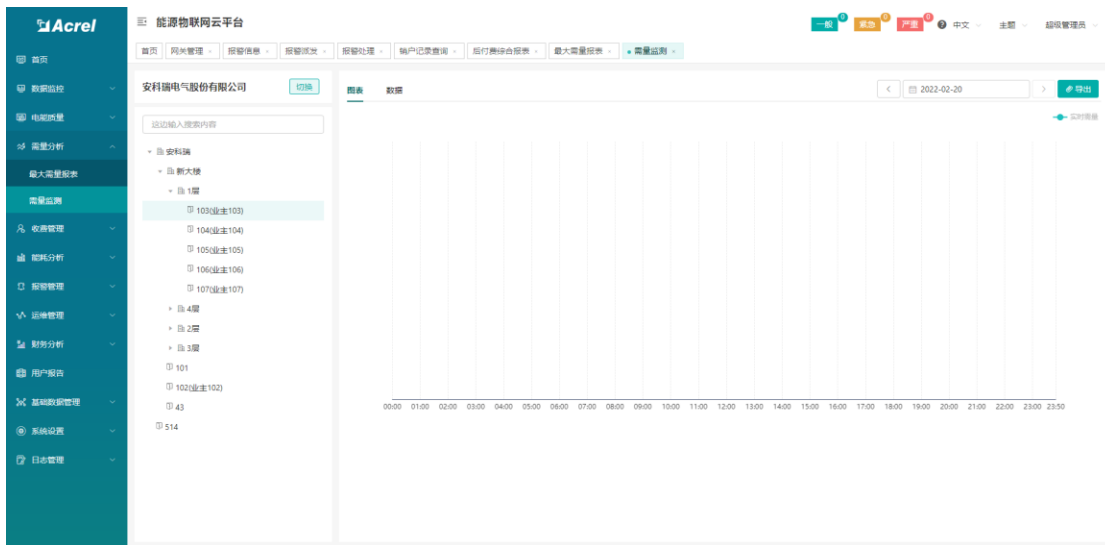 Acrel
能源物联网云平台
一般 0 紧急 0 严重 0 中文 主题 超级管理员
首页 网关管理 报警信息 报警派发 报警处理 销户记录查询 后付费综合报表 最大需量报表 需量监测
首页
数据监控
电能质量
需量分析
最大需量报表
需量监测
收费管理
能耗分析
报警管理
运维管理
财务分析
用户报告
基础数据管理
系统设置
日志管理
安科瑞电气股份有限公司 切换
这边输入搜索内容
安科瑞
新大楼
1层
103(业主103)
104(业主104)
105(业主105)
106(业主106)
107(业主107)
4层
2层
3层
101
102(业主102)
43
514
图表 数据 2022-02-20 导出
实时需量
00:00 01:00 02:00 03:00 04:00 05:00 06:00 07:00 08:00 09:00 10:00 11:00 12:00 13:00 14:00 15:00 16:00 17:00 18:00 19:00 20:00 21:00 22:00 23:00 23:50